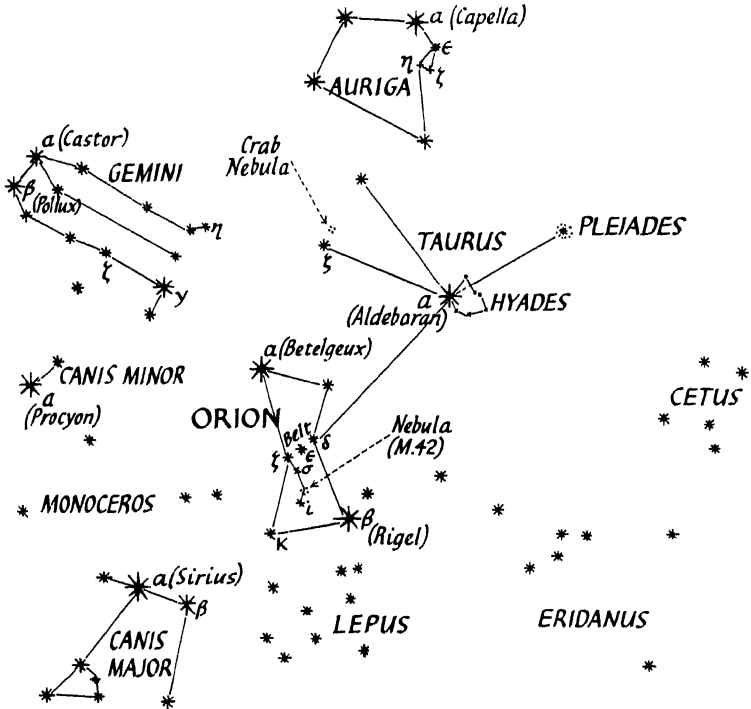 α (Capella)
ε
η
ζ
AURIGA
α (Castor)
GEMINI
β
(Pollux)
η
ζ
γ
Crab
Nebula
ζ
TAURUS
PLEIADES
α
(Aldebaran)
HYADES
α (Betelgeux)
CANIS MINOR
α
(Procyon)
ORION
Belt
δ
ζ
ε
σ
ι
Nebula
(M.42)
CETUS
MONOCEROS
κ
β
(Rigel)
α (Sirius)
β
CANIS
MAJOR
LEPUS
ERIDANUS